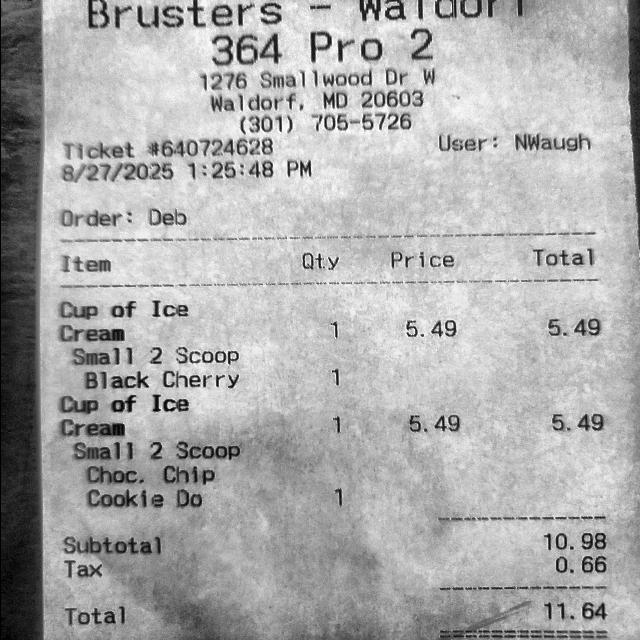 Brusters - Waldorf
364 Pro 2
1276 Smallwood Dr W
Waldorf, MD 20603
(301) 705-5726
Ticket #640724628 User: NWaugh
8/27/2025 1:25:48 PM
Order: Deb
Item Qty Price Total
Cup of Ice
Cream 1 5.49 5.49
Small 2 Scoop
Black Cherry 1
Cup of Ice
Cream 1 5.49 5.49
Small 2 Scoop
Choc. Chip
Cookie Do 1
Subtotal 10.98
Tax 0.66
Total 11.64